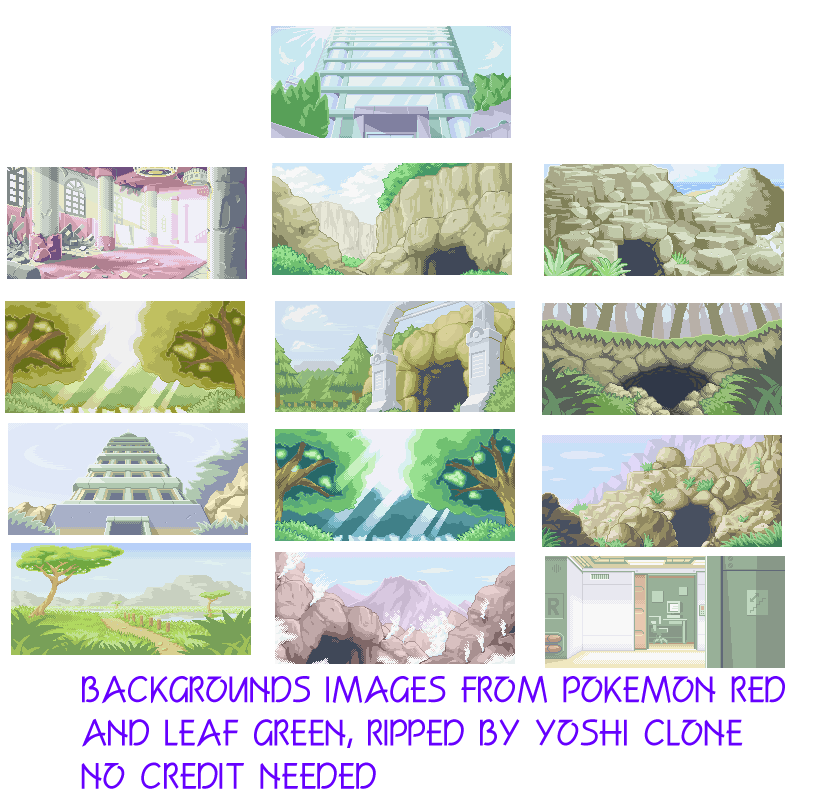 R
BACKGROUNDS IMAGES FROM POKEMON RED
AND LEAF GREEN, RIPPED BY YOSHI CLONE
NO CREDIT NEEDED